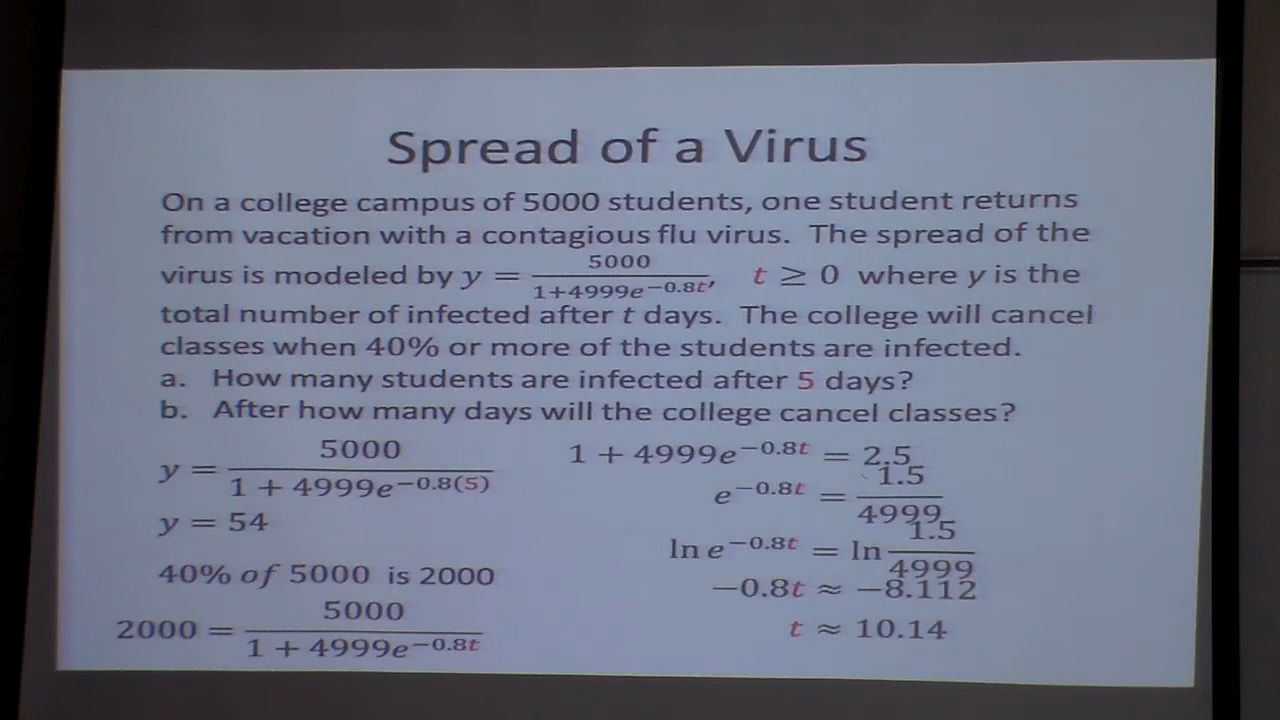 Spread of a Virus
On a college campus of 5000 students, one student returns
from vacation with a contagious flu virus. The spread of the
virus is modeled by y = 5000/(1+4999e^−0.8t), t ≥ 0 where y is the
total number of infected after t days. The college will cancel
classes when 40% or more of the students are infected.
a. How many students are infected after 5 days?
b. After how many days will the college cancel classes?
y = 5000/(1 + 4999e^−0.8(5))
y = 54
40% of 5000 is 2000
2000 = 5000/(1 + 4999e^−0.8t)
1 + 4999e^−0.8t = 2.5
e^−0.8t = 1.5/4999
ln e^−0.8t = ln 1.5/4999
−0.8t ≈ −8.112
t ≈ 10.14